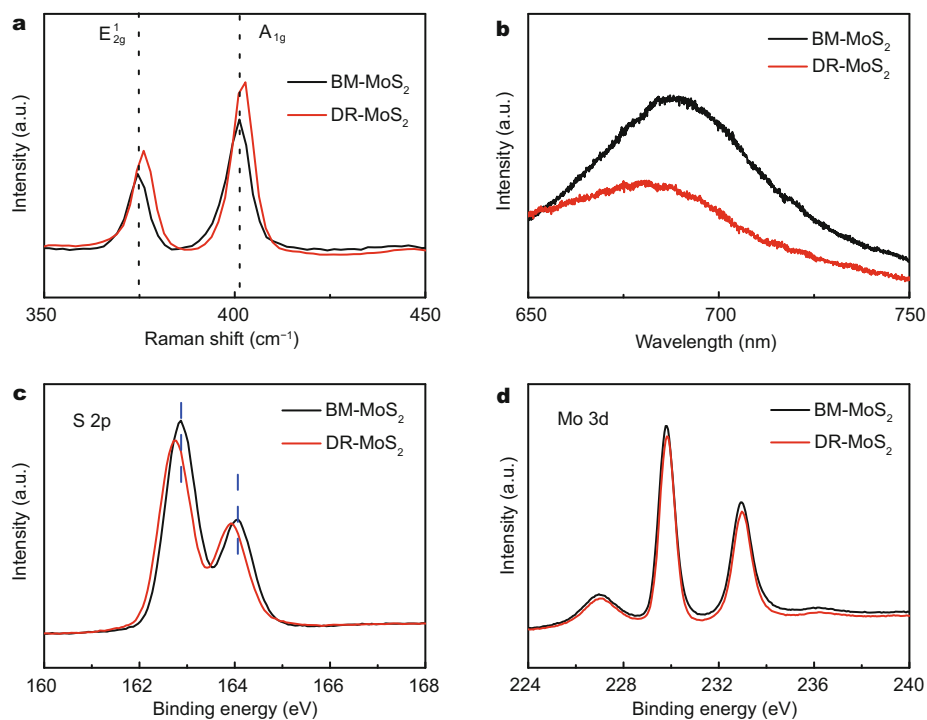 a
E¹₂g
A₁g
BM-MoS₂
DR-MoS₂
Intensity (a.u.)
350
400
450
Raman shift (cm⁻¹)
b
BM-MoS₂
DR-MoS₂
Intensity (a.u.)
650
700
750
Wavelength (nm)
c
S 2p
BM-MoS₂
DR-MoS₂
Intensity (a.u.)
160
162
164
166
168
Binding energy (eV)
d
Mo 3d
BM-MoS₂
DR-MoS₂
Intensity (a.u.)
224
228
232
236
240
Binding energy (eV)